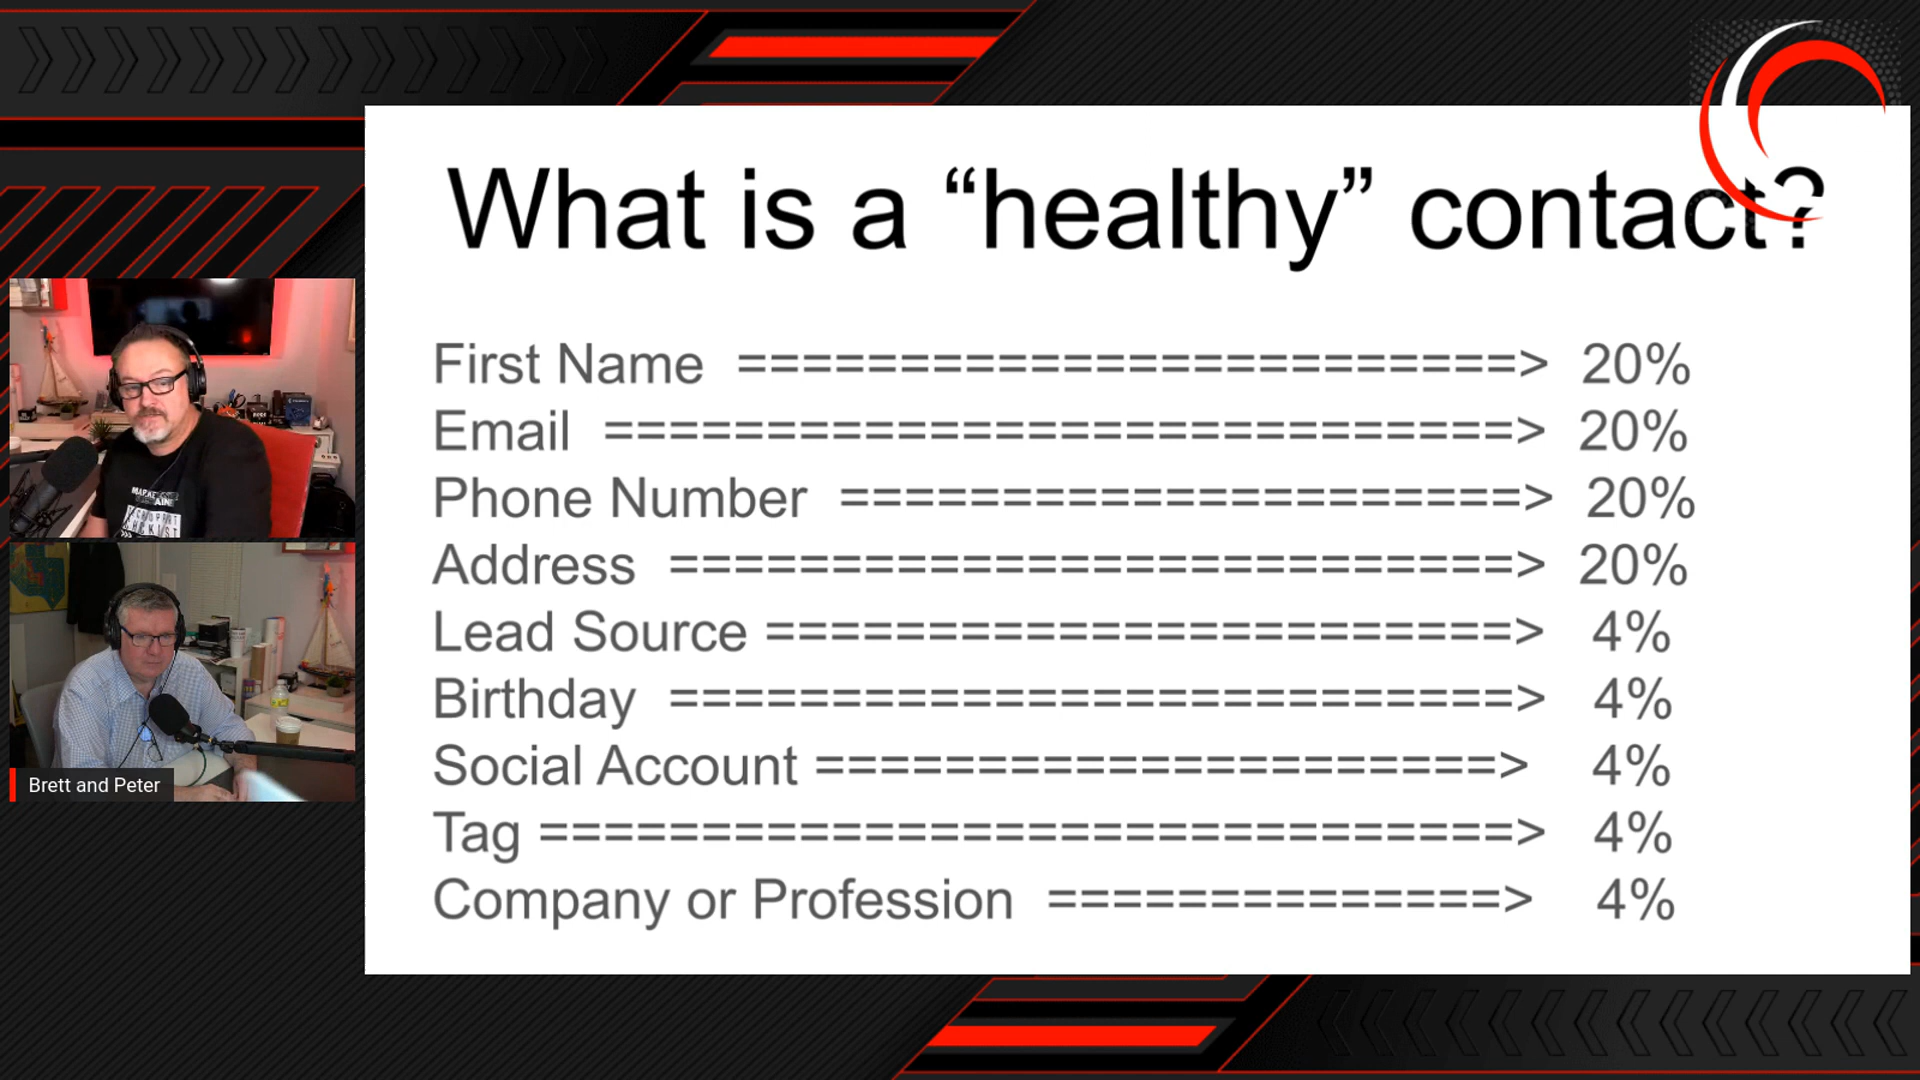 What is a “healthy” contact?
First Name ========================> 20%
Email ============================> 20%
Phone Number =====================> 20%
Address ==========================> 20%
Lead Source =======================> 4%
Birthday ==========================> 4%
Social Account =====================> 4%
Tag ==============================> 4%
Company or Profession ==============> 4%
Brett and Peter